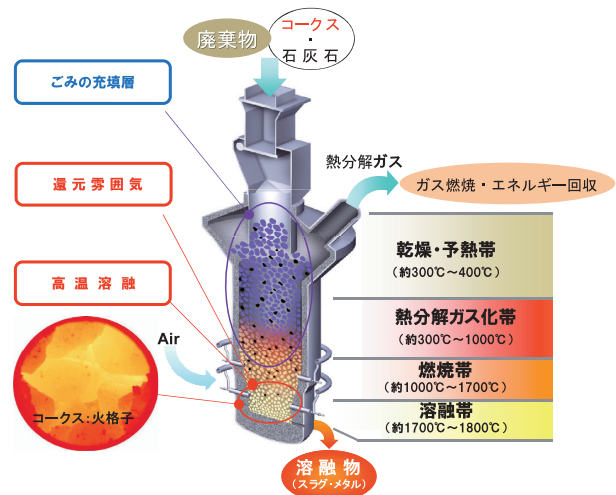 廃棄物
コークス
・
石灰石
ごみの充填層
熱分解ガス
ガス燃焼・エネルギー回収
還元雰囲気
乾燥・予熱帯
(約300℃～400℃)
高温溶融
熱分解ガス化帯
(約300℃～1000℃)
Air
燃焼帯
(約1000℃～1700℃)
コークス:火格子
溶融帯
(約1700℃～1800℃)
溶融物
(スラグ・メタル)